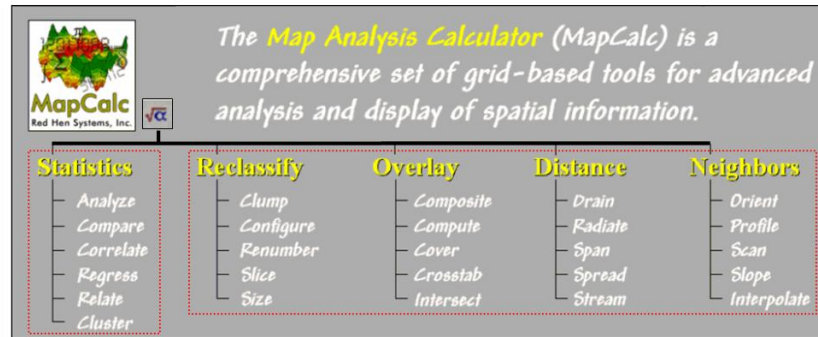 The Map Analysis Calculator (MapCalc) is a
comprehensive set of grid-based tools for advanced
analysis and display of spatial information.
MapCalc
Red Hen Systems, Inc.
√α
Statistics
Analyze
Compare
Correlate
Regress
Relate
Cluster
Reclassify
Clump
Configure
Renumber
Slice
Size
Overlay
Composite
Compute
Cover
Crosstab
Intersect
Distance
Drain
Radiate
Span
Spread
Stream
Neighbors
Orient
Profile
Scan
Slope
Interpolate